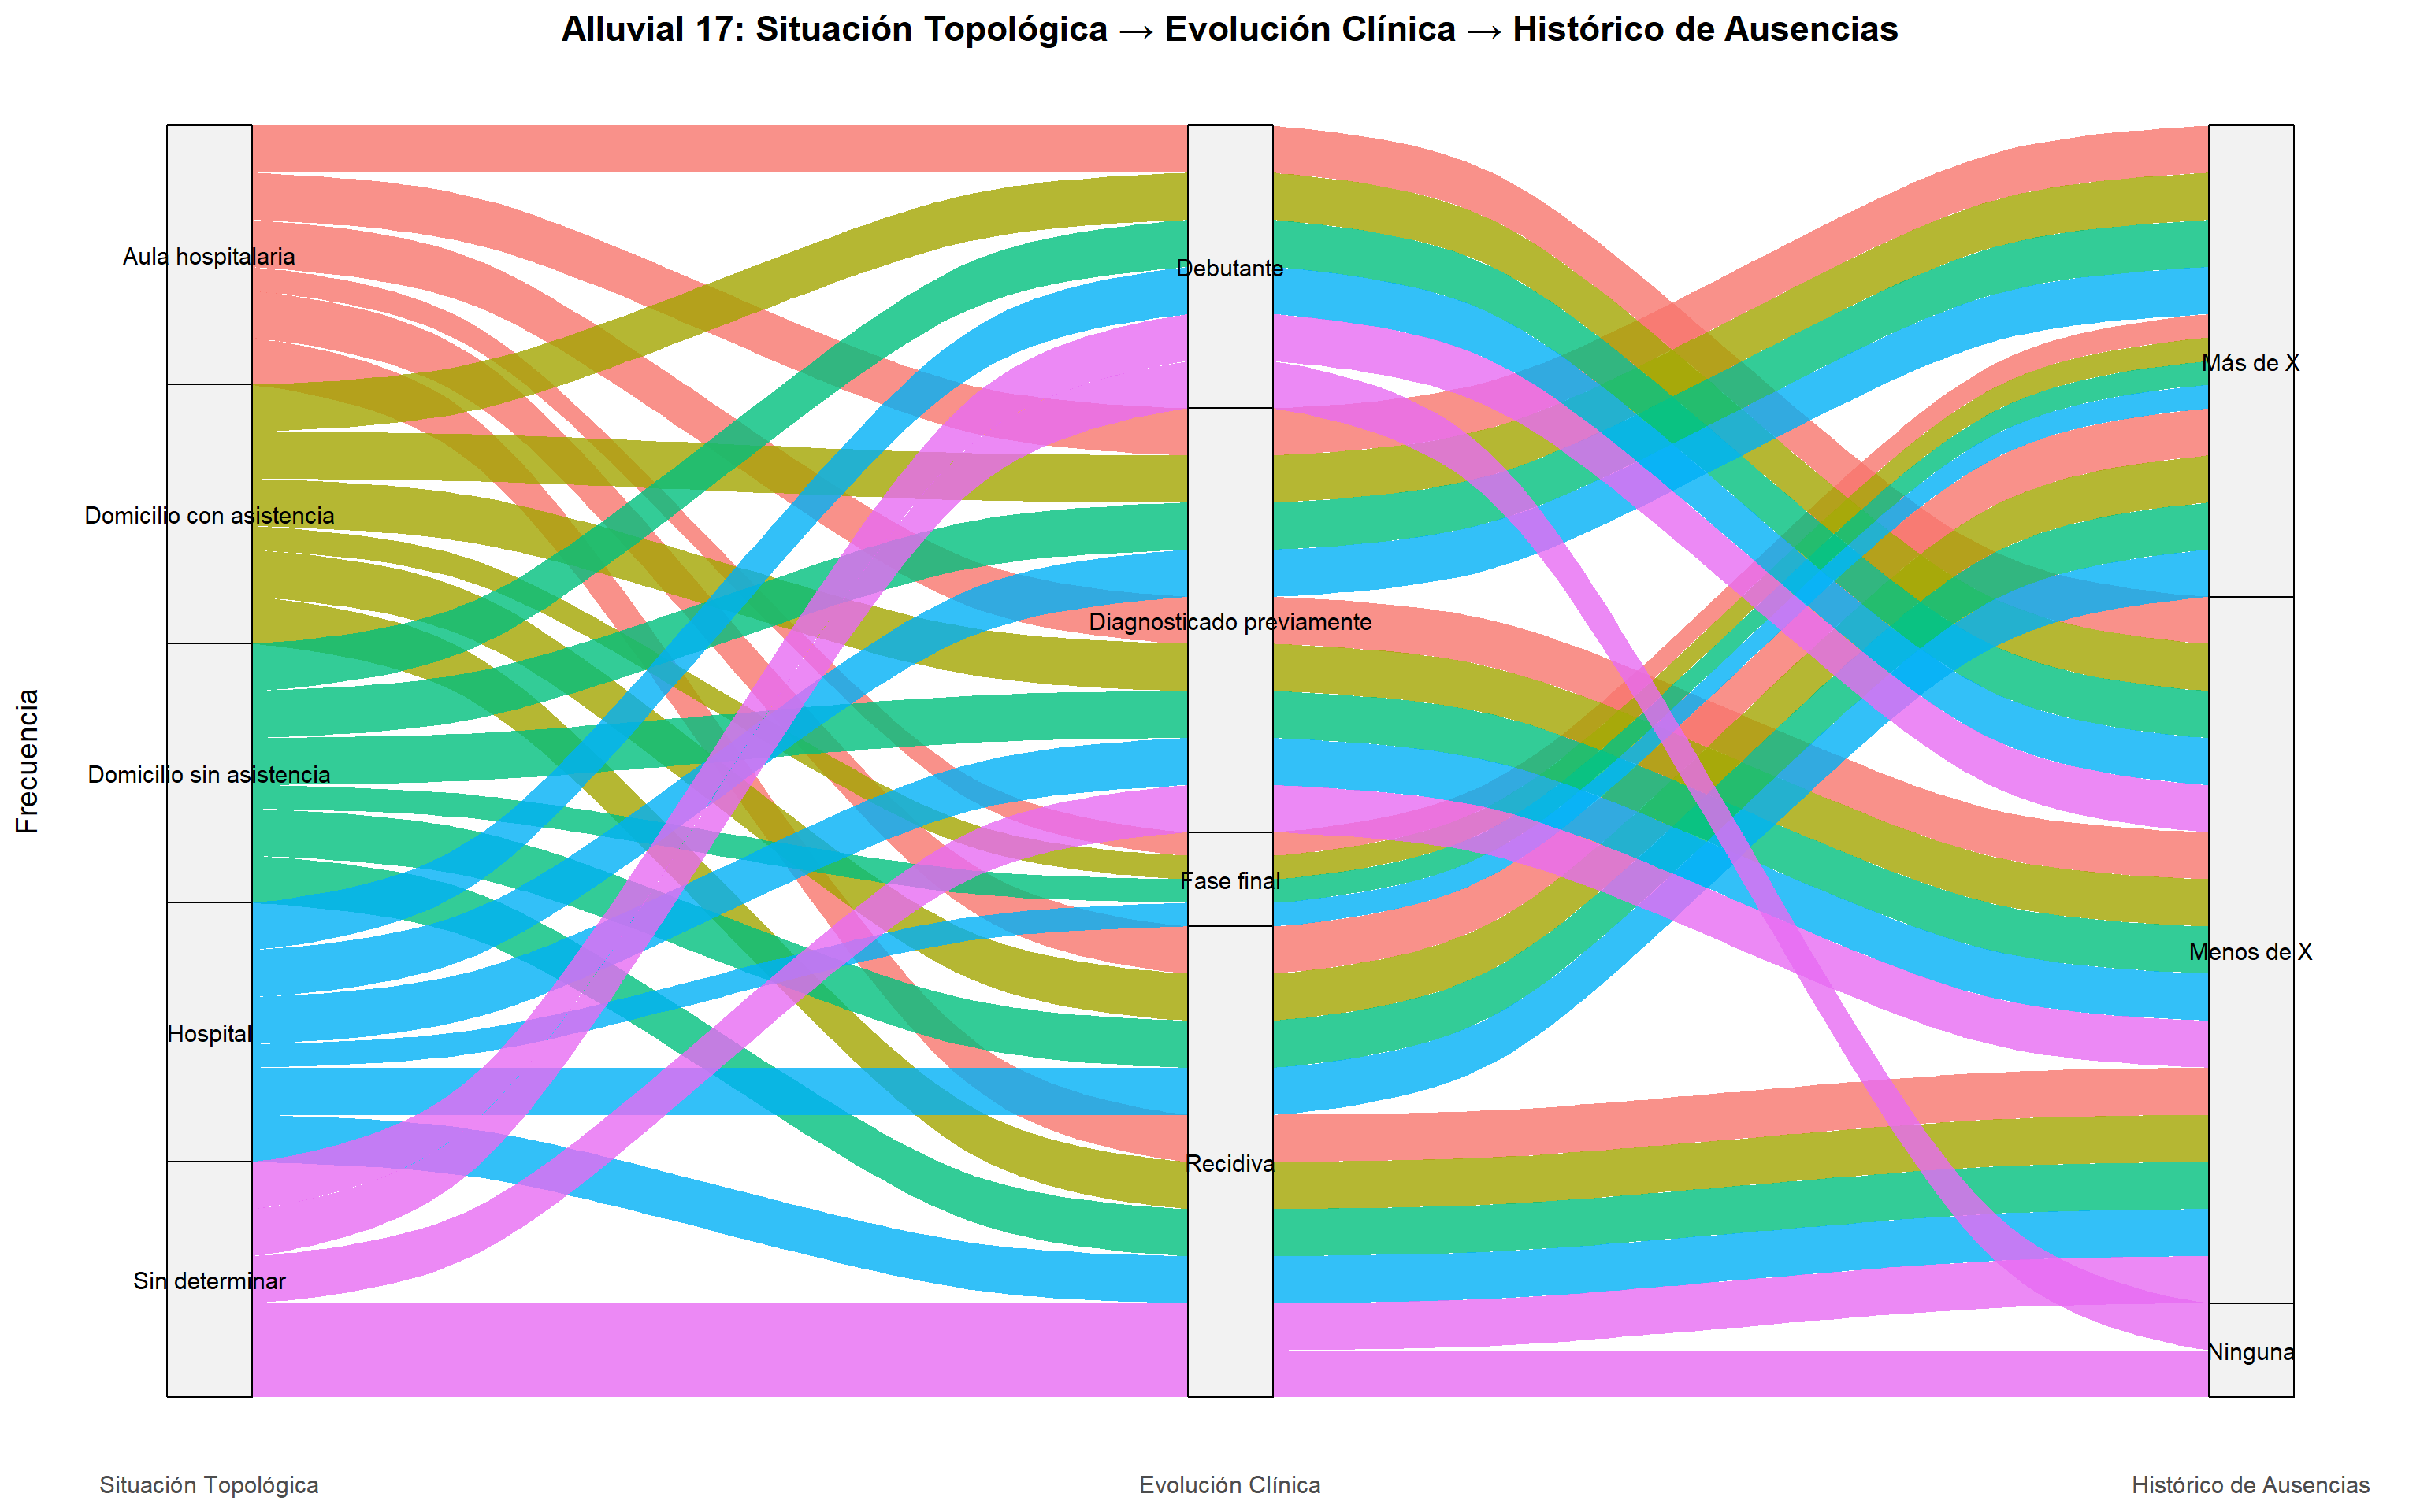 Alluvial 17: Situación Topológica → Evolución Clínica → Histórico de Ausencias
Frecuencia
Aula hospitalaria
Domicilio con asistencia
Domicilio sin asistencia
Hospital
Sin determinar
Debutante
Diagnosticado previamente
Fase final
Recidiva
Más de X
Menos de X
Ninguna
Situación Topológica
Evolución Clínica
Histórico de Ausencias